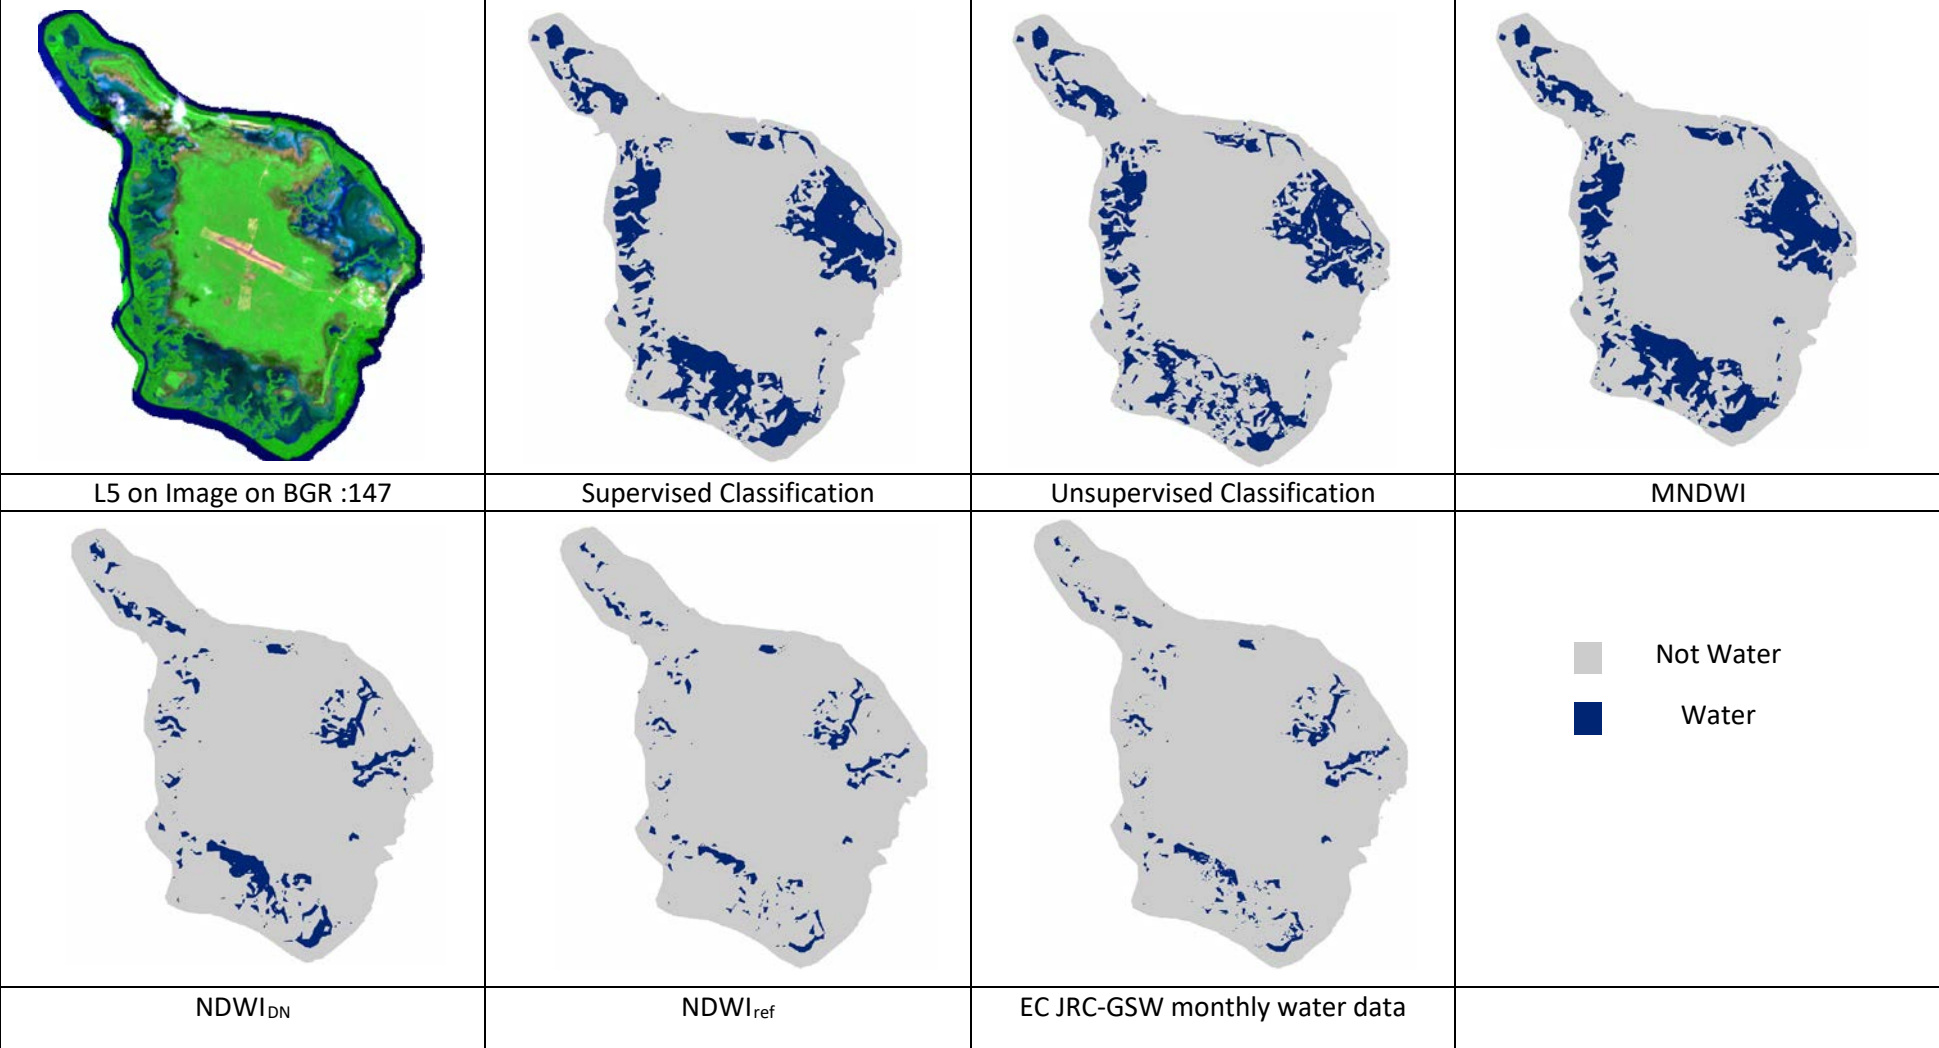 L5 on Image on BGR :147
Supervised Classification
Unsupervised Classification
MNDWI
Not Water
Water
NDWIDN
NDWIref
EC JRC-GSW monthly water data